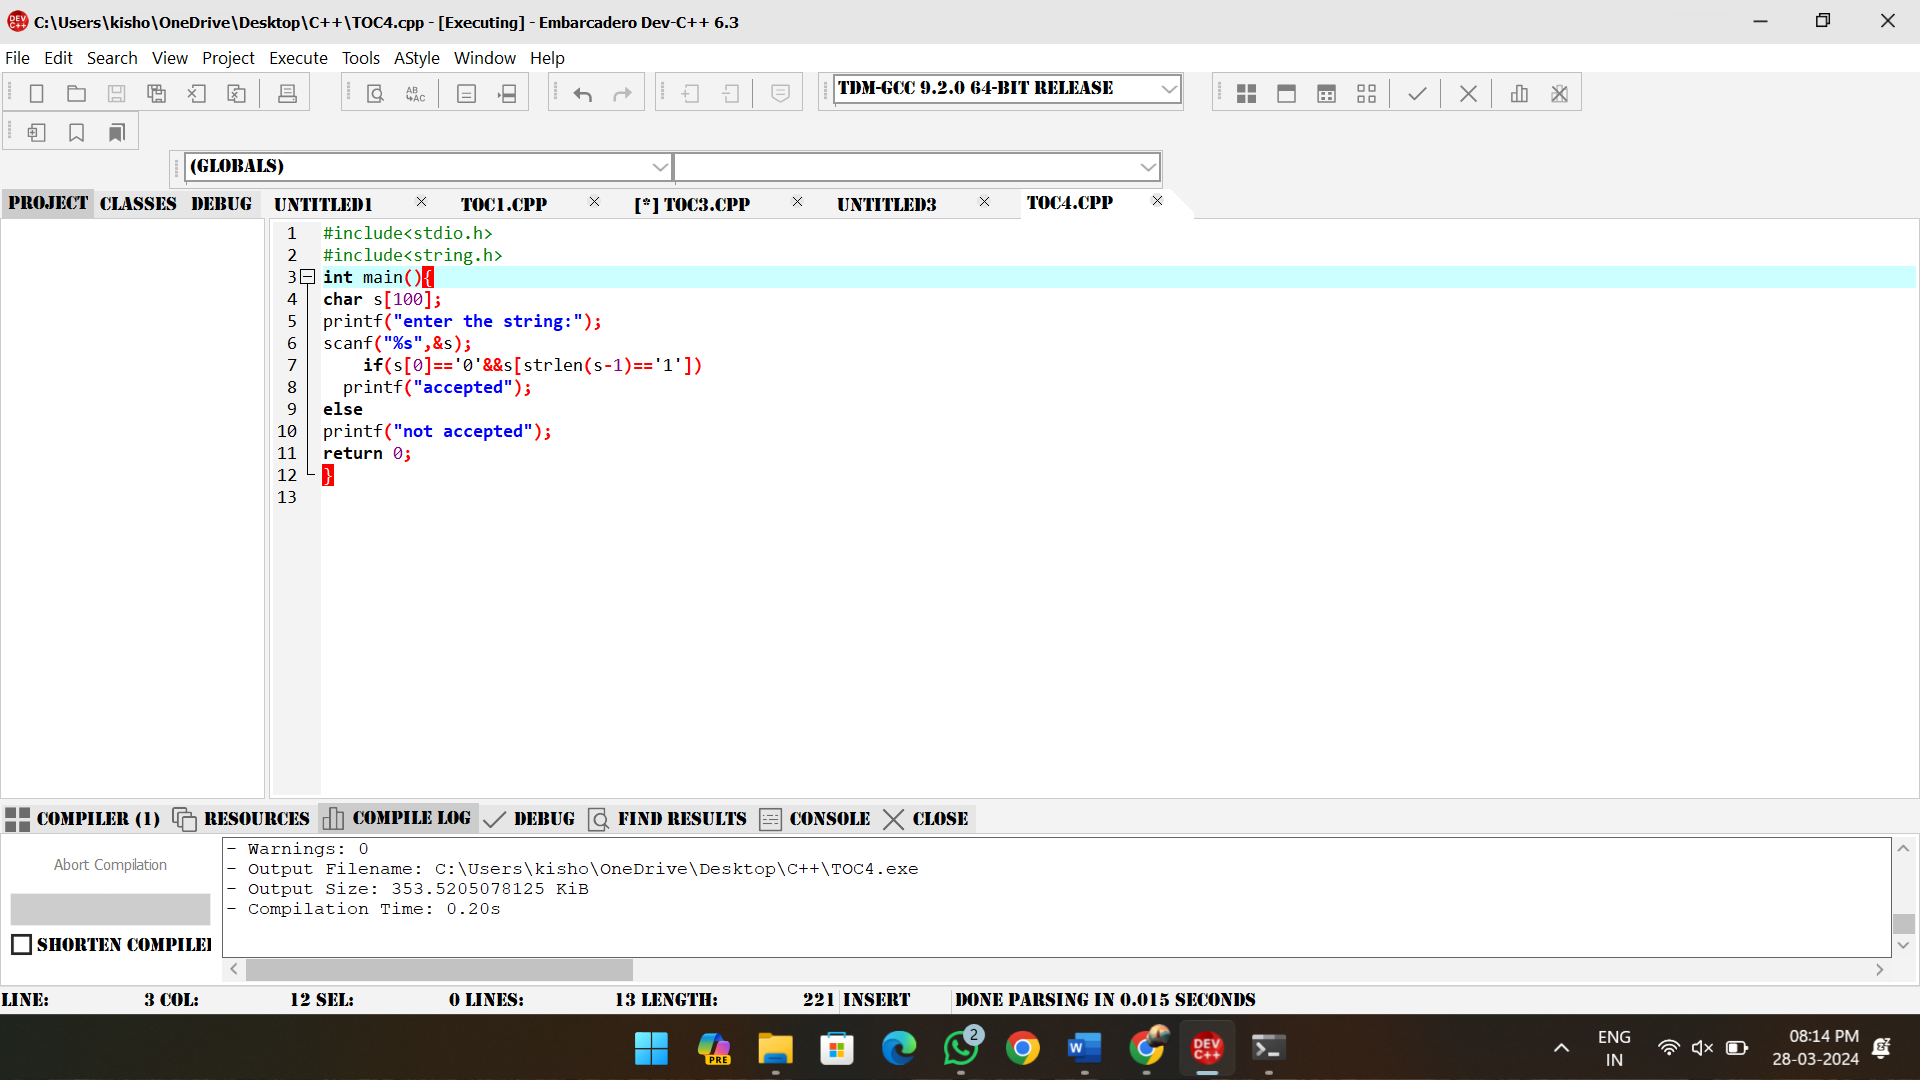 C:\Users\kisho\OneDrive\Desktop\C++\TOC4.cpp - [Executing] - Embarcadero Dev-C++ 6.3
File Edit Search View Project Execute Tools AStyle Window Help
TDM-GCC 9.2.0 64-BIT RELEASE
(GLOBALS)
PROJECT CLASSES DEBUG UNTITLED1 TOC1.CPP [*] TOC3.CPP UNTITLED3 TOC4.CPP
1 #include<stdio.h>
2 #include<string.h>
3 int main(){
4 char s[100];
5 printf("enter the string:");
6 scanf("%s",&s);
7 if(s[0]=='0'&&s[strlen(s-1)=='1'])
8 printf("accepted");
9 else
10 printf("not accepted");
11 return 0;
12 }
13
COMPILER (1) RESOURCES COMPILE LOG DEBUG FIND RESULTS CONSOLE CLOSE
Abort Compilation
SHORTEN COMPILER
- Warnings: 0
- Output Filename: C:\Users\kisho\OneDrive\Desktop\C++\TOC4.exe
- Output Size: 353.5205078125 KiB
- Compilation Time: 0.20s
LINE: 3 COL: 12 SEL: 0 LINES: 13 LENGTH: 221 INSERT DONE PARSING IN 0.015 SECONDS
PRE
2
W
DEV
C++
ENG
IN
08:14 PM
28-03-2024